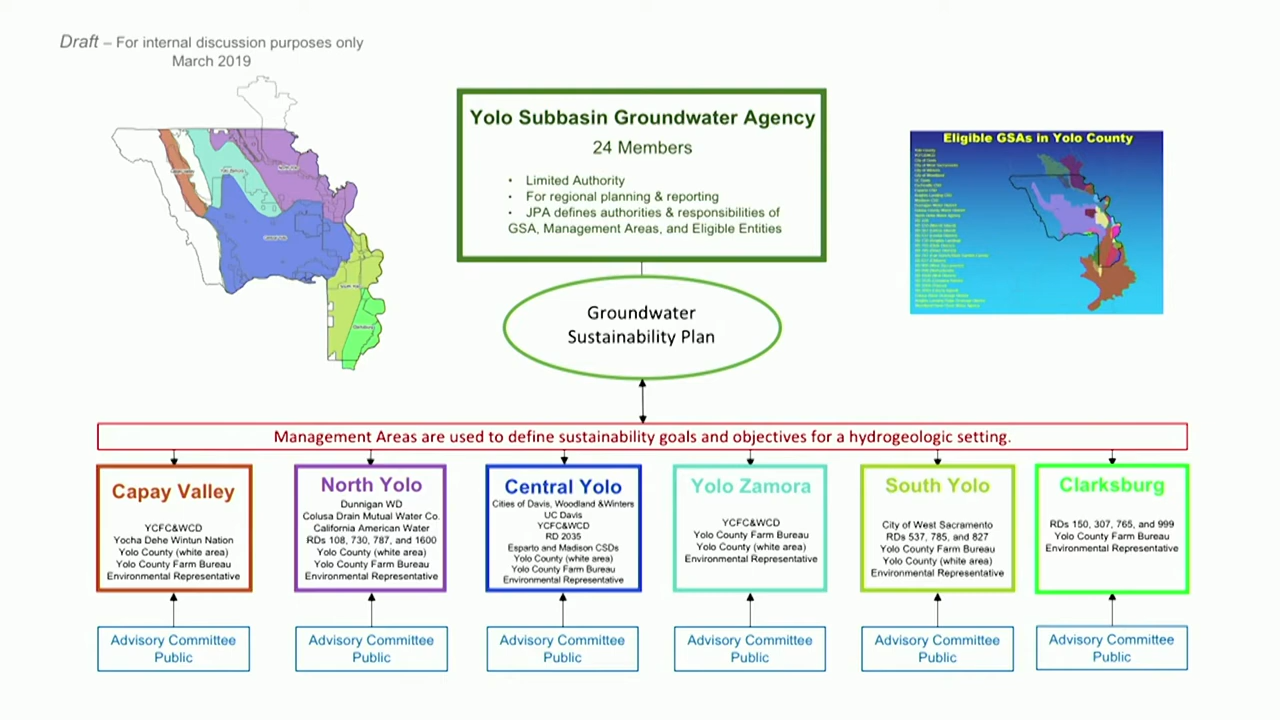 Draft – For internal discussion purposes only
March 2019
Yolo Subbasin Groundwater Agency
24 Members
• Limited Authority
• For regional planning & reporting
• JPA defines authorities & responsibilities of
GSA, Management Areas, and Eligible Entities
Eligible GSAs in Yolo County
Groundwater
Sustainability Plan
Management Areas are used to define sustainability goals and objectives for a hydrogeologic setting.
Capay Valley
YCFC&WCD
Yocha Dehe Wintun Nation
Yolo County (white area)
Yolo County Farm Bureau
Environmental Representative
North Yolo
Dunnigan WD
Colusa Drain Mutual Water Co.
California American Water
RDs 108, 730, 787, and 1600
Yolo County (white area)
Yolo County Farm Bureau
Environmental Representative
Central Yolo
Cities of Davis, Woodland &Winters
UC Davis
YCFC&WCD
RD 2035
Esparto and Madison CSDs
Yolo County (white area)
Yolo County Farm Bureau
Environmental Representative
Yolo Zamora
YCFC&WCD
Yolo County Farm Bureau
Yolo County (white area)
Environmental Representative
South Yolo
City of West Sacramento
RDs 537, 785, and 827
Yolo County Farm Bureau
Yolo County (white area)
Environmental Representative
Clarksburg
RDs 150, 307, 765, and 999
Yolo County Farm Bureau
Environmental Representative
Advisory Committee
Public
Advisory Committee
Public
Advisory Committee
Public
Advisory Committee
Public
Advisory Committee
Public
Advisory Committee
Public